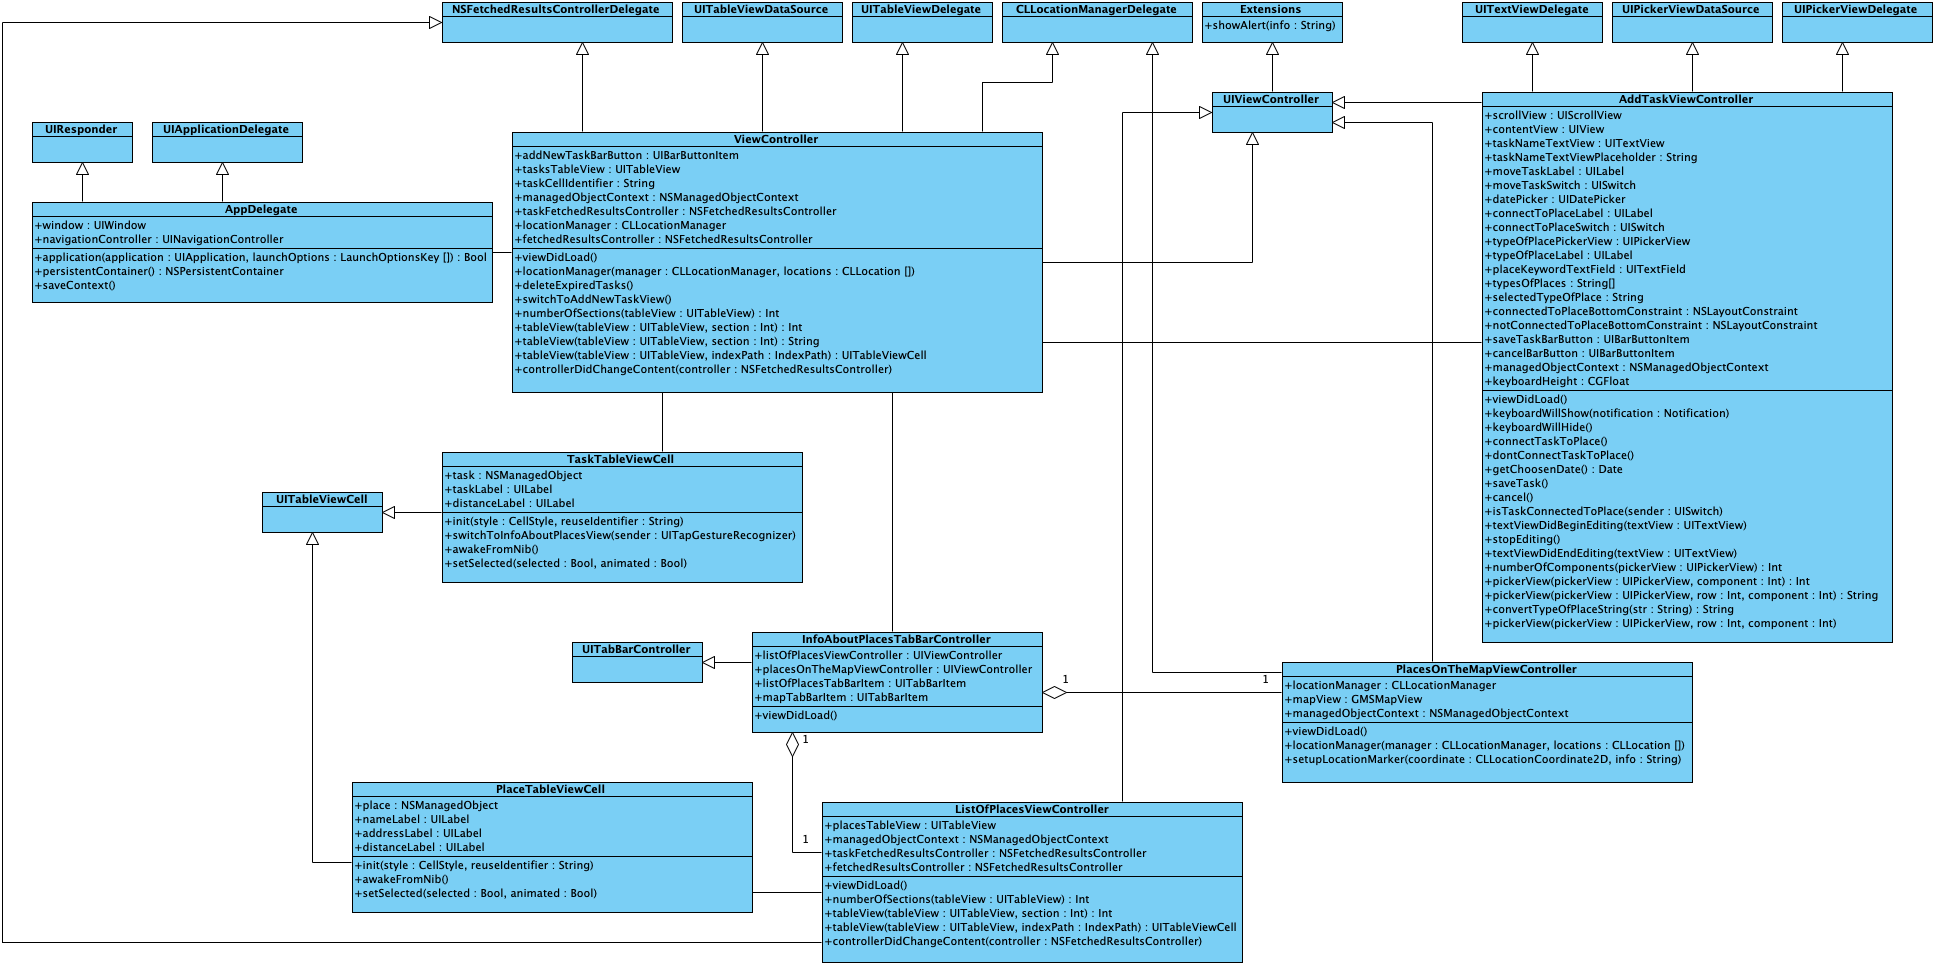 NSFetchedResultsControllerDelegate
UITableViewDataSource
UITableViewDelegate
CLLocationManagerDelegate
Extensions
+showAlert(info : String)
UITextViewDelegate
UIPickerViewDataSource
UIPickerViewDelegate
UIResponder
UIApplicationDelegate
UIViewController
AppDelegate
+window : UIWindow
+navigationController : UINavigationController
+application(application : UIApplication, launchOptions : LaunchOptionsKey []) : Bool
+persistentContainer() : NSPersistentContainer
+saveContext()
ViewController
+addNewTaskBarButton : UIBarButtonItem
+tasksTableView : UITableView
+taskCellIdentifier : String
+managedObjectContext : NSManagedObjectContext
+taskFetchedResultsController : NSFetchedResultsController
+locationManager : CLLocationManager
+fetchedResultsController : NSFetchedResultsController
+viewDidLoad()
+locationManager(manager : CLLocationManager, locations : CLLocation [])
+deleteExpiredTasks()
+switchToAddNewTaskView()
+numberOfSections(tableView : UITableView) : Int
+tableView(tableView : UITableView, section : Int) : Int
+tableView(tableView : UITableView, section : Int) : String
+tableView(tableView : UITableView, indexPath : IndexPath) : UITableViewCell
+controllerDidChangeContent(controller : NSFetchedResultsController)
AddTaskViewController
+scrollView : UIScrollView
+contentView : UIView
+taskNameTextView : UITextView
+taskNameTextViewPlaceholder : String
+moveTaskLabel : UILabel
+moveTaskSwitch : UISwitch
+datePicker : UIDatePicker
+connectToPlaceLabel : UILabel
+connectToPlaceSwitch : UISwitch
+typeOfPlacePickerView : UIPickerView
+typeOfPlaceLabel : UILabel
+placeKeywordTextField : UITextField
+typesOfPlaces : String[]
+selectedTypeOfPlace : String
+connectedToPlaceBottomConstraint : NSLayoutConstraint
+notConnectedToPlaceBottomConstraint : NSLayoutConstraint
+saveTaskBarButton : UIBarButtonItem
+cancelBarButton : UIBarButtonItem
+managedObjectContext : NSManagedObjectContext
+keyboardHeight : CGFloat
+viewDidLoad()
+keyboardWillShow(notification : Notification)
+keyboardWillHide()
+connectTaskToPlace()
+dontConnectTaskToPlace()
+getChoosenDate() : Date
+saveTask()
+cancel()
+isTaskConnectedToPlace(sender : UISwitch)
+textViewDidBeginEditing(textView : UITextView)
+stopEditing()
+textViewDidEndEditing(textView : UITextView)
+numberOfComponents(pickerView : UIPickerView) : Int
+pickerView(pickerView : UIPickerView, component : Int) : Int
+pickerView(pickerView : UIPickerView, row : Int, component : Int) : String
+convertTypeOfPlaceString(str : String) : String
+pickerView(pickerView : UIPickerView, row : Int, component : Int)
UITableViewCell
TaskTableViewCell
+task : NSManagedObject
+taskLabel : UILabel
+distanceLabel : UILabel
+init(style : CellStyle, reuseIdentifier : String)
+switchToInfoAboutPlacesView(sender : UITapGestureRecognizer)
+awakeFromNib()
+setSelected(selected : Bool, animated : Bool)
UITabBarController
InfoAboutPlacesTabBarController
+listOfPlacesViewController : UIViewController
+placesOnTheMapViewController : UIViewController
+listOfPlacesTabBarItem : UITabBarItem
+mapTabBarItem : UITabBarItem
+viewDidLoad()
1
1
PlacesOnTheMapViewController
+locationManager : CLLocationManager
+mapView : GMSMapView
+managedObjectContext : NSManagedObjectContext
+viewDidLoad()
+locationManager(manager : CLLocationManager, locations : CLLocation [])
+setupLocationMarker(coordinate : CLLocationCoordinate2D, info : String)
1
1
PlaceTableViewCell
+place : NSManagedObject
+nameLabel : UILabel
+addressLabel : UILabel
+distanceLabel : UILabel
+init(style : CellStyle, reuseIdentifier : String)
+awakeFromNib()
+setSelected(selected : Bool, animated : Bool)
ListOfPlacesViewController
+placesTableView : UITableView
+managedObjectContext : NSManagedObjectContext
+taskFetchedResultsController : NSFetchedResultsController
+fetchedResultsController : NSFetchedResultsController
+viewDidLoad()
+numberOfSections(tableView : UITableView) : Int
+tableView(tableView : UITableView, section : Int) : Int
+tableView(tableView : UITableView, indexPath : IndexPath) : UITableViewCell
+controllerDidChangeContent(controller : NSFetchedResultsController)